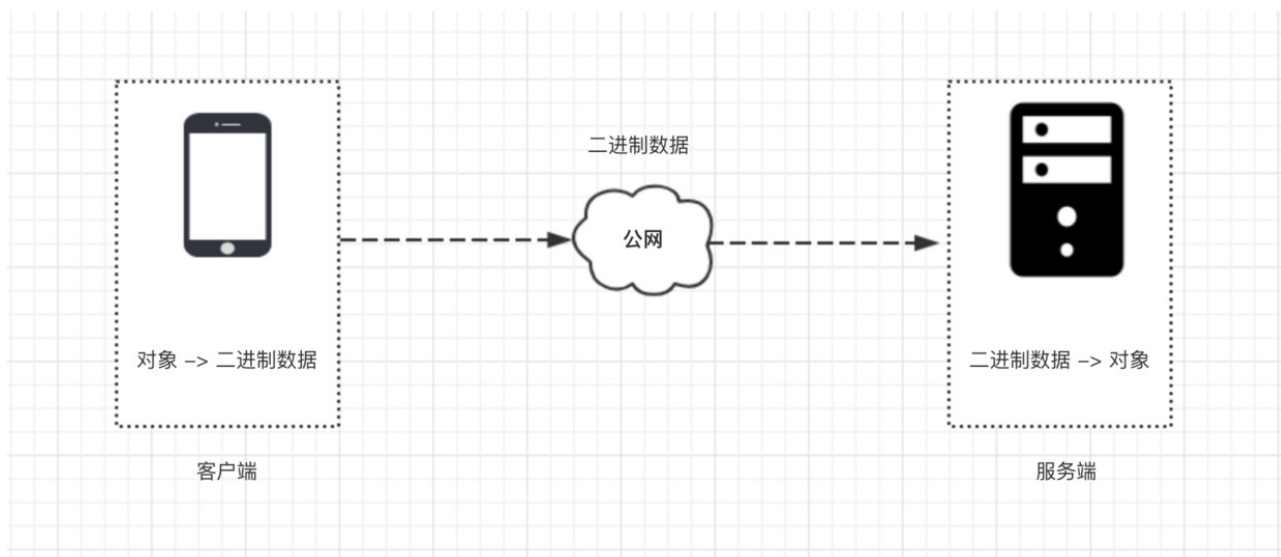 二进制数据
公网
对象 -> 二进制数据
二进制数据 -> 对象
客户端
服务端